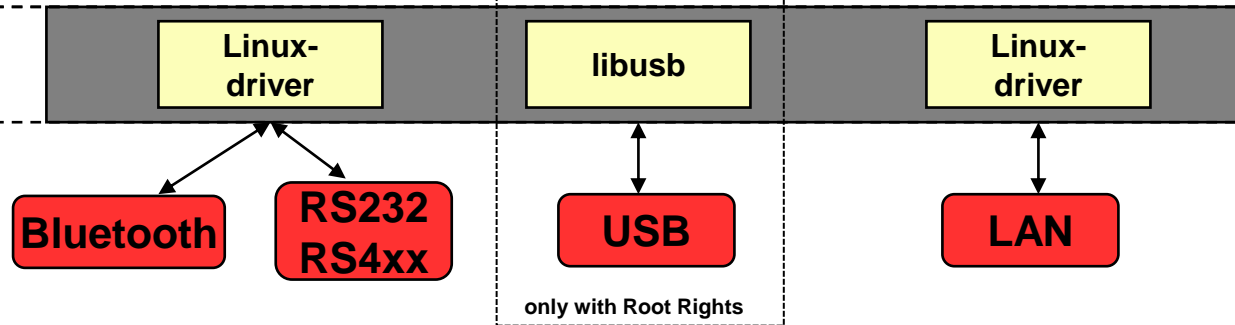 Linux-
driver
libusb
Linux-
driver
Bluetooth
RS232
RS4xx
USB
LAN
only with Root Rights